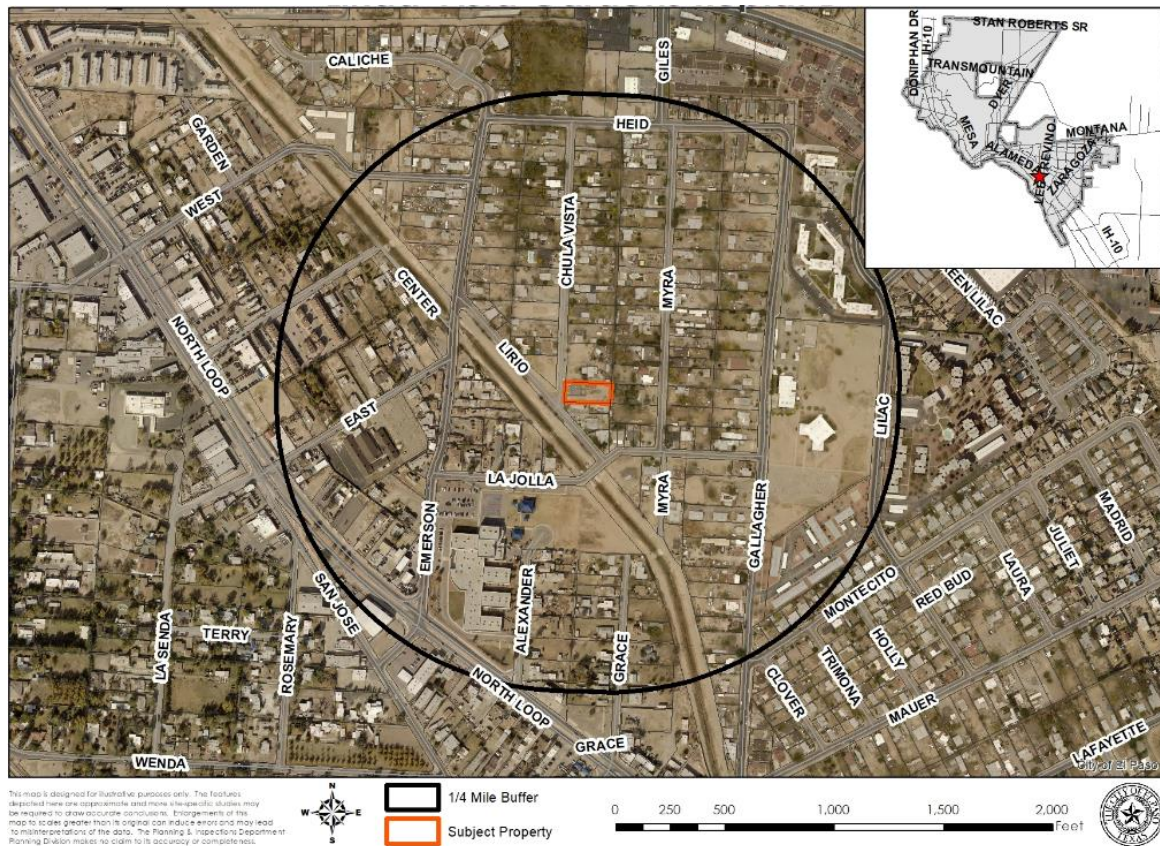 CALICHE
GILES
HEID
GARDEN
WEST
CHULA VISTA
MYRA
CENTER
LIRIO
NORTH LOOP
EAST
LILAC
LA JOLLA
MYRA
GALLAGHER
EMERSON
ALEXANDER
GRACE
SAN JOSE
TERRY
LA SENDA
ROSEMARY
NORTH LOOP
GRACE
WENDA
MONTECITO
RED BUD
LAURA
JULIET
MADRID
HOLLY
TRIMONA
CLOVER
MAUER
LAFAYETTE
City of El Paso
STAN ROBERTS SR
DONIPHAN DR
IH-10
TRANSMOUNTAIN
DYER
MESA
MONTANA
ALAMEDA
ZARAGOZA
IH-10
This map is designed for illustrative purposes only. The features
depicted here are approximate and more site-specific studies may
be required to draw accurate conclusions. Enlargements of this
map to scales greater than its original can induce errors and may lead
to misinterpretations of the data. The Planning & Inspections Department
Planning Division makes no claim to its accuracy or completeness.
N
W E
S
1/4 Mile Buffer
Subject Property
0 250 500 1,000 1,500 2,000
Feet